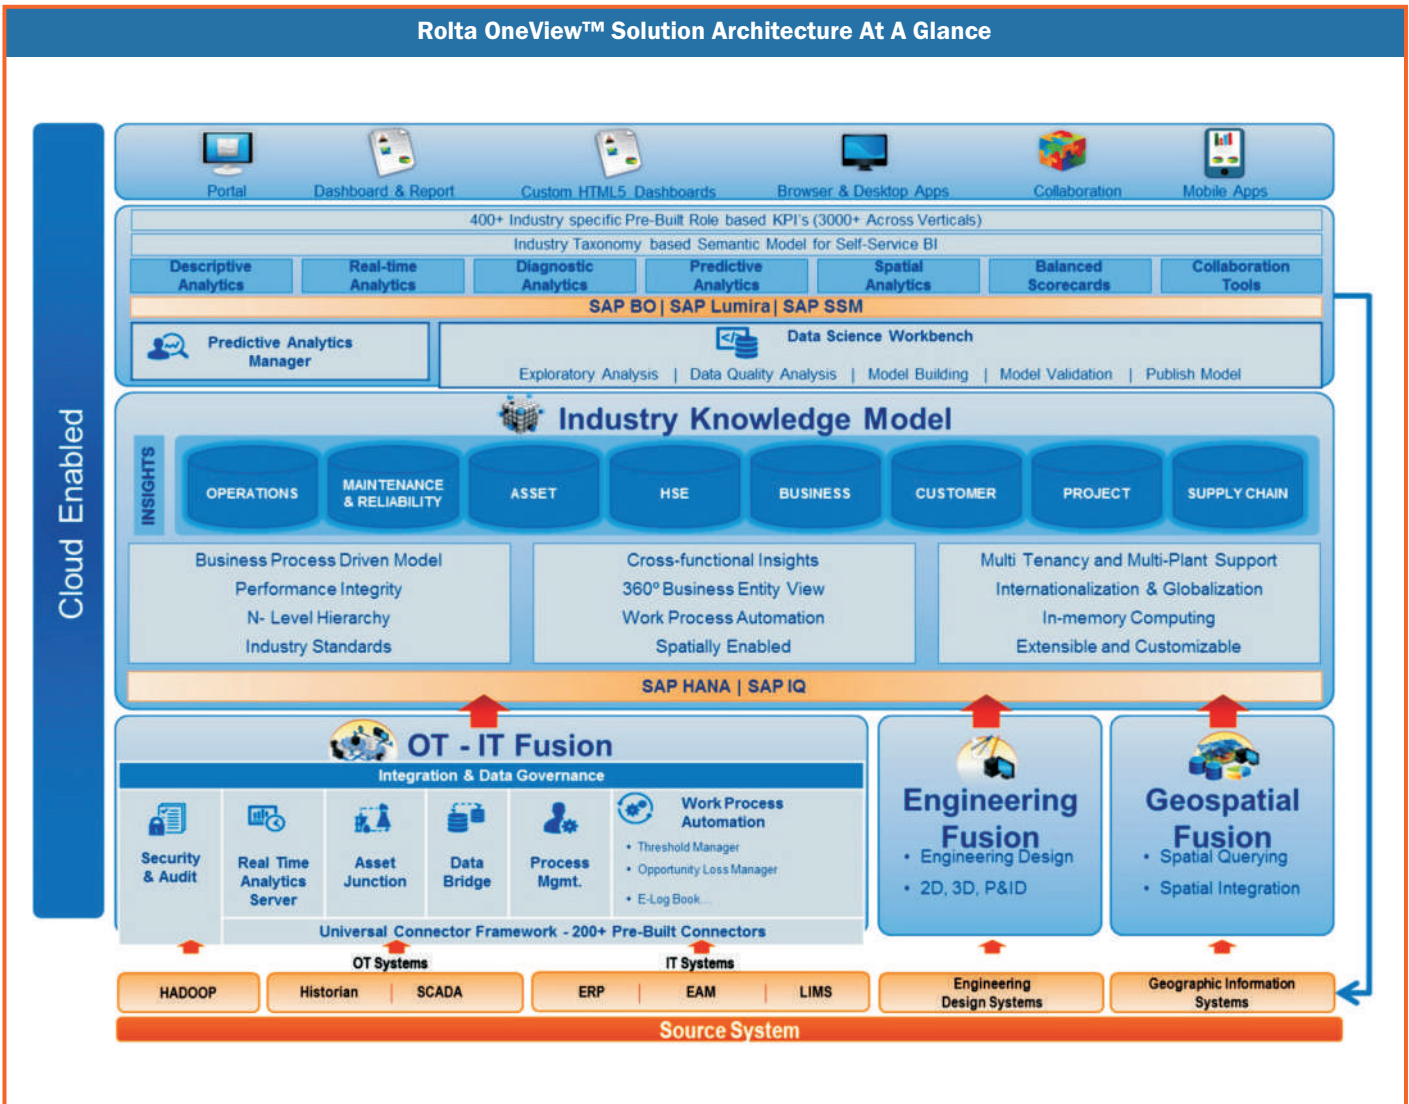 Rolta OneView™ Solution Architecture At A Glance
Cloud Enabled
Portal
Dashboard & Report
Custom HTML5 Dashboards
Browser & Desktop Apps
Collaboration
Mobile Apps
400+ Industry specific Pre-Built Role based KPI's (3000+ Across Verticals)
Industry Taxonomy based Semantic Model for Self-Service BI
Descriptive
Analytics
Real-time
Analytics
Diagnostic
Analytics
Predictive
Analytics
Spatial
Analytics
Balanced
Scorecards
Collaboration
Tools
SAP BO | SAP Lumira | SAP SSM
Predictive Analytics
Manager
Data Science Workbench
Exploratory Analysis | Data Quality Analysis | Model Building | Model Validation | Publish Model
Industry Knowledge Model
INSIGHTS
OPERATIONS
MAINTENANCE
& RELIABILITY
ASSET
HSE
BUSINESS
CUSTOMER
PROJECT
SUPPLY CHAIN
Business Process Driven Model
Performance Integrity
N- Level Hierarchy
Industry Standards
Cross-functional Insights
360º Business Entity View
Work Process Automation
Spatially Enabled
Multi Tenancy and Multi-Plant Support
Internationalization & Globalization
In-memory Computing
Extensible and Customizable
SAP HANA | SAP IQ
OT - IT Fusion
Integration & Data Governance
Security
& Audit
Real Time
Analytics
Server
Asset
Junction
Data
Bridge
Process
Mgmt.
Work Process
Automation
• Threshold Manager
• Opportunity Loss Manager
• E-Log Book...
Universal Connector Framework - 200+ Pre-Built Connectors
Engineering
Fusion
• Engineering Design
• 2D, 3D, P&ID
Geospatial
Fusion
• Spatial Querying
• Spatial Integration
OT Systems
IT Systems
HADOOP
Historian | SCADA
ERP | EAM | LIMS
Engineering
Design Systems
Geographic Information
Systems
Source System